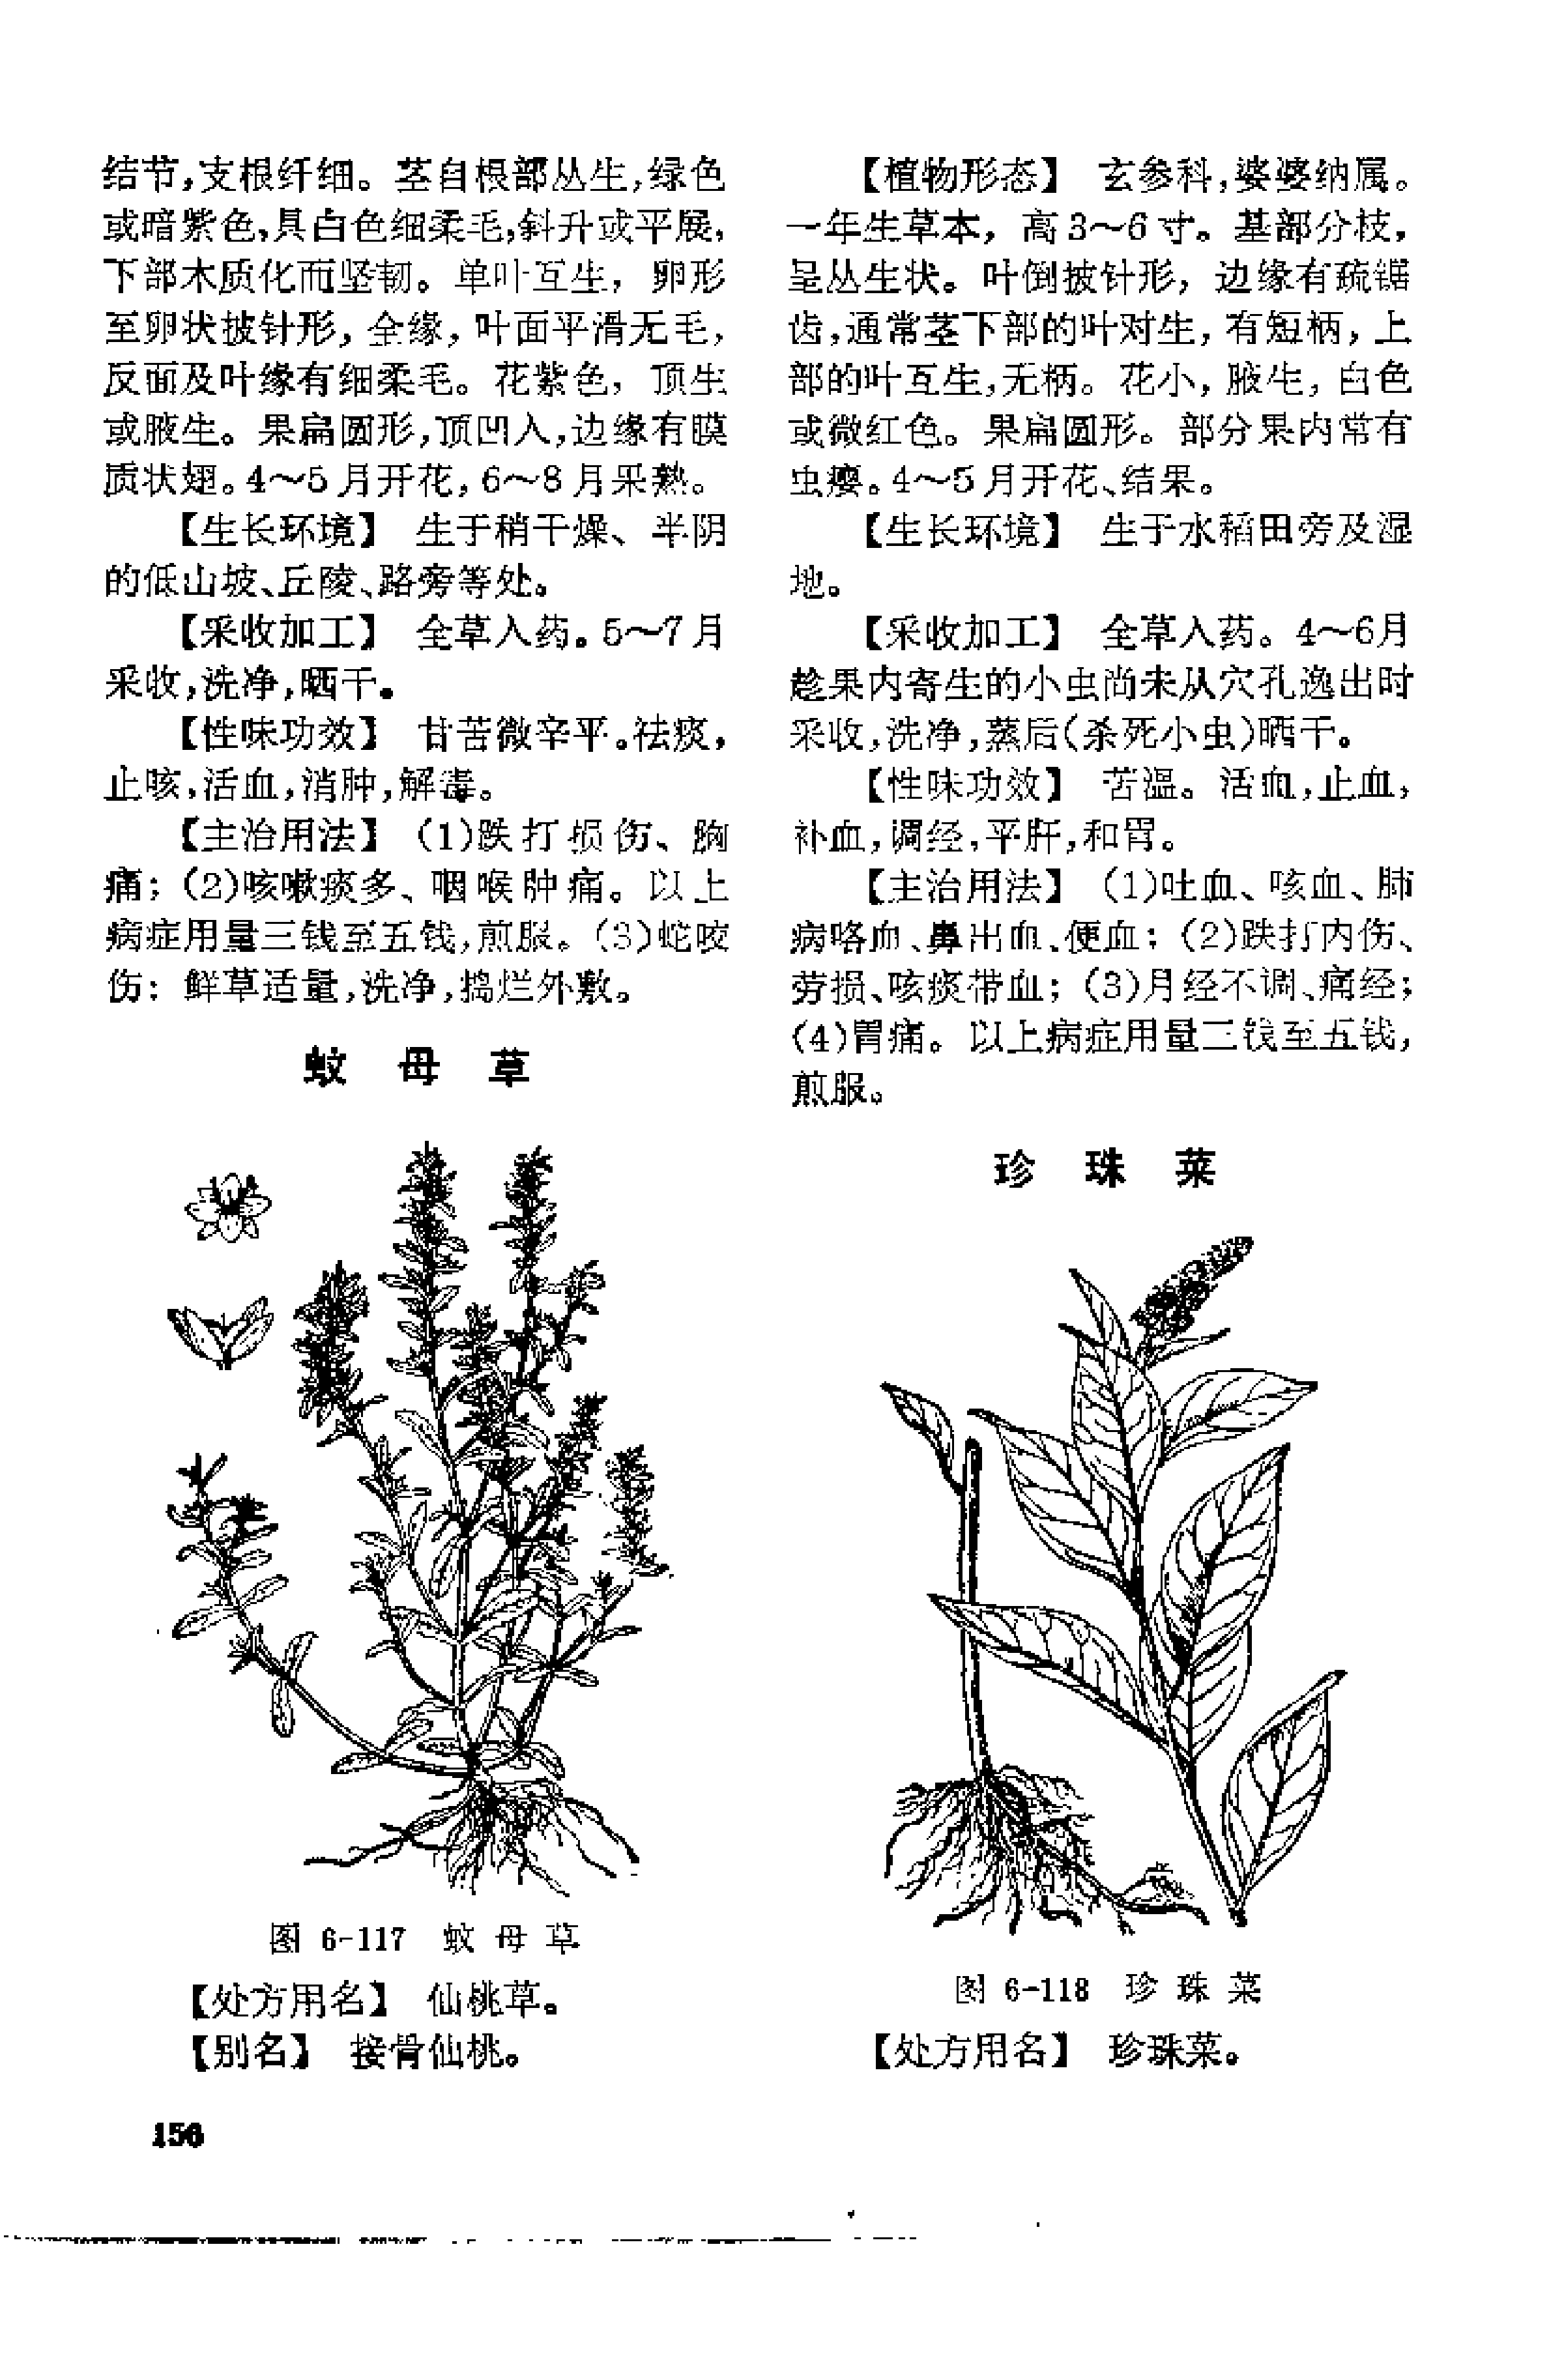 结节,支根纤细。茎自根部丛生,绿色
或暗紫色,具白色细柔毛,斜升或平展,
下部木质化而坚韧。单叶互生，卵形
至卵状披针形，全缘，叶面平滑无毛，
反面及叶缘有细柔毛。花紫色，顶生
或腋生。果扁圆形,顶凹入,边缘有膜
质状翅。4～5月开花，6～8月果熟。
【生长环境】 生于稍干燥、半阴
的低山坡、丘陵、路旁等处。
【采收加工】 全草入药。5～7月
采收,洗净,晒干。
【性味功效】 甘苦微辛平。祛痰，
止咳,活血,消肿,解毒。
【主治用法】 (1)跌打损伤、胸
痛；(2)咳嗽痰多、咽喉肿痛。以上
病症用量三钱至五钱,煎服。(3)蛇咬
伤：鲜草适量,洗净,捣烂外敷。
蚊母草
图 6-117 蚊母草
【处方用名】 仙桃草。
【别名】 接骨仙桃。
【植物形态】 玄参科,婆婆纳属。
一年生草本，高3～6寸。基部分枝，
呈丛生状。叶倒披针形，边缘有疏锯
齿,通常茎下部的叶对生，有短柄，上
部的叶互生,无柄。花小，腋生，白色
或微红色。果扁圆形。部分果内常有
虫瘿。4～5月开花、结果。
【生长环境】 生于水稻田旁及湿
地。
【采收加工】 全草入药。4～6月
趁果内寄生的小虫尚未从穴孔逸出时
采收,洗净,蒸后(杀死小虫)晒干。
【性味功效】 苦温。活血,止血,
补血,调经,平肝,和胃。
【主治用法】 (1)吐血、咳血、肺
病咯血、鼻出血、便血；(2)跌打内伤、
劳损、咳痰带血；(3)月经不调、痛经；
(4)胃痛。以上病症用量三钱至五钱，
煎服。
珍珠菜
图 6-118 珍珠菜
【处方用名】 珍珠菜。
156